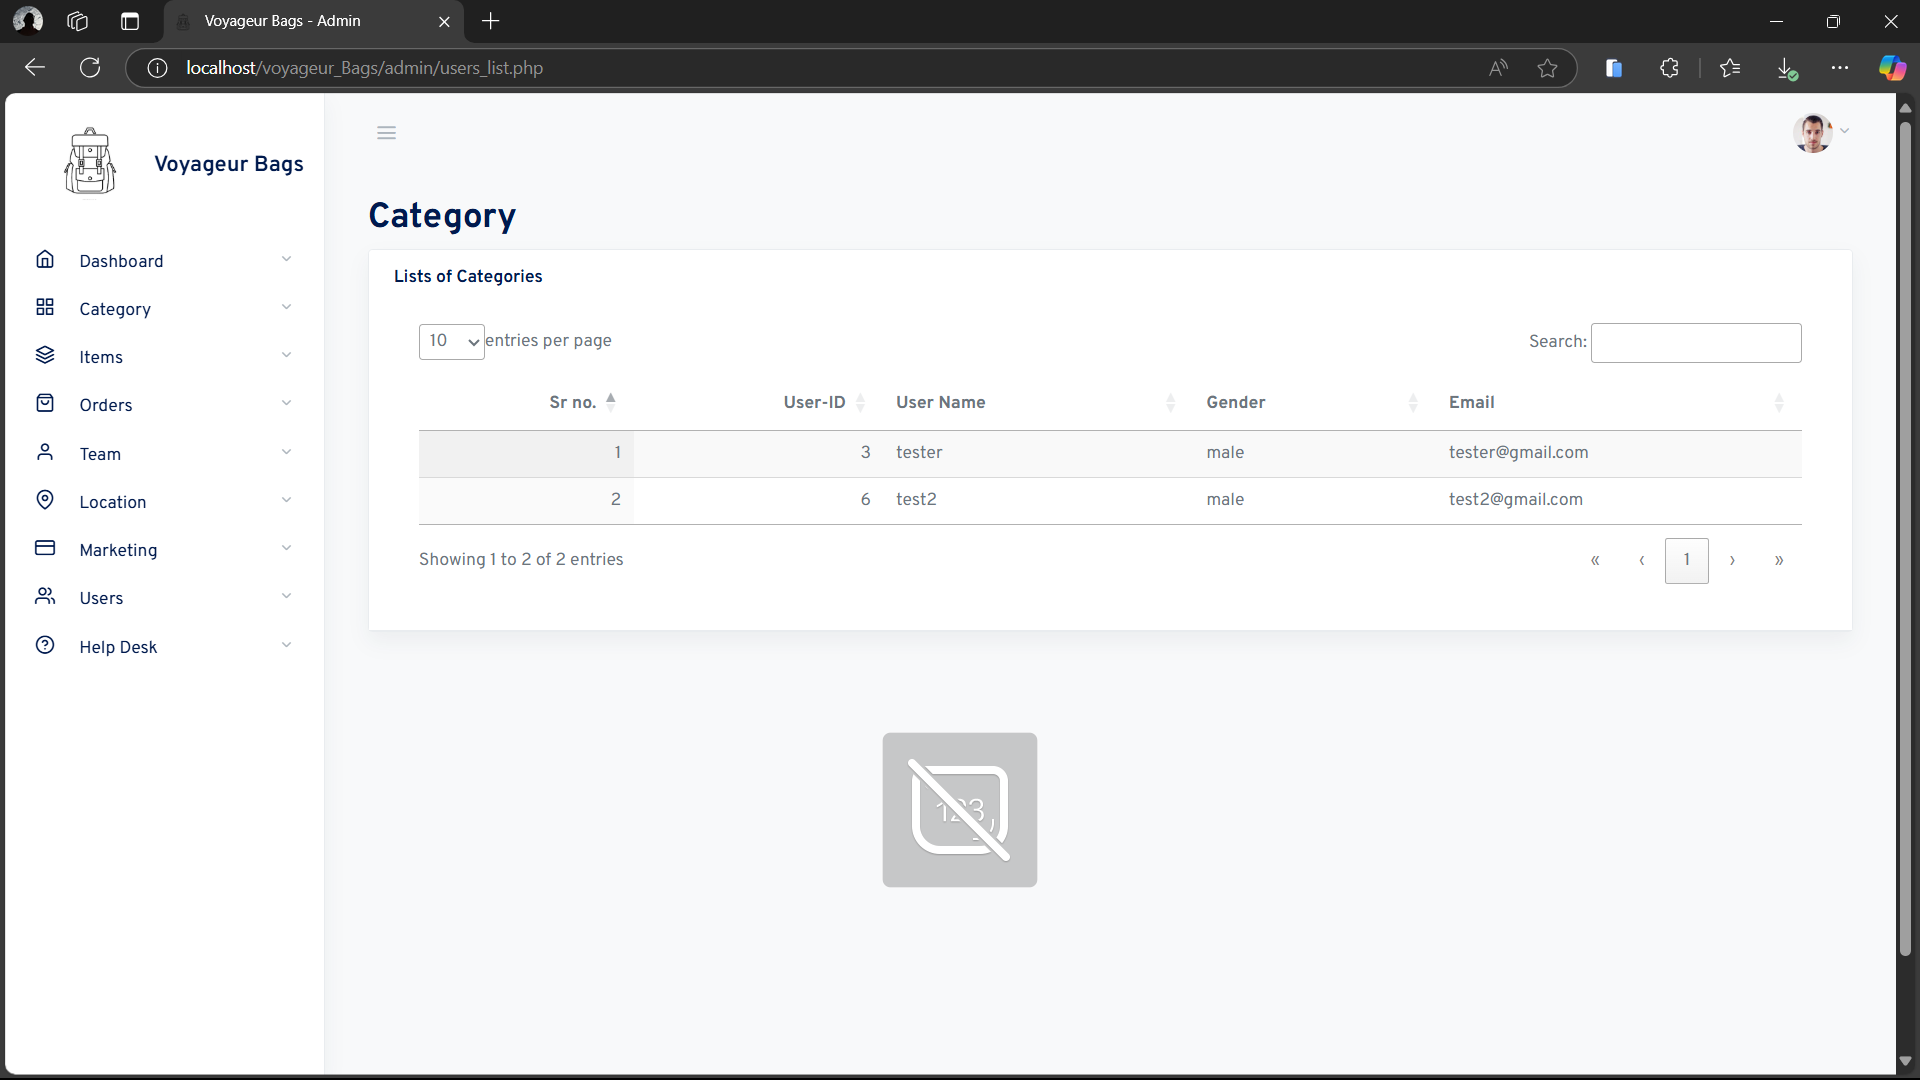 Voyageur Bags - Admin
localhost/voyageur_Bags/admin/users_list.php
Voyageur Bags
Dashboard
Category
Items
Orders
Team
Location
Marketing
Users
Help Desk
Category
Lists of Categories
10 entries per page
Search:
Sr no. User-ID User Name Gender Email
1 3 tester male tester@gmail.com
2 6 test2 male test2@gmail.com
Showing 1 to 2 of 2 entries
« ‹ 1 › »
123